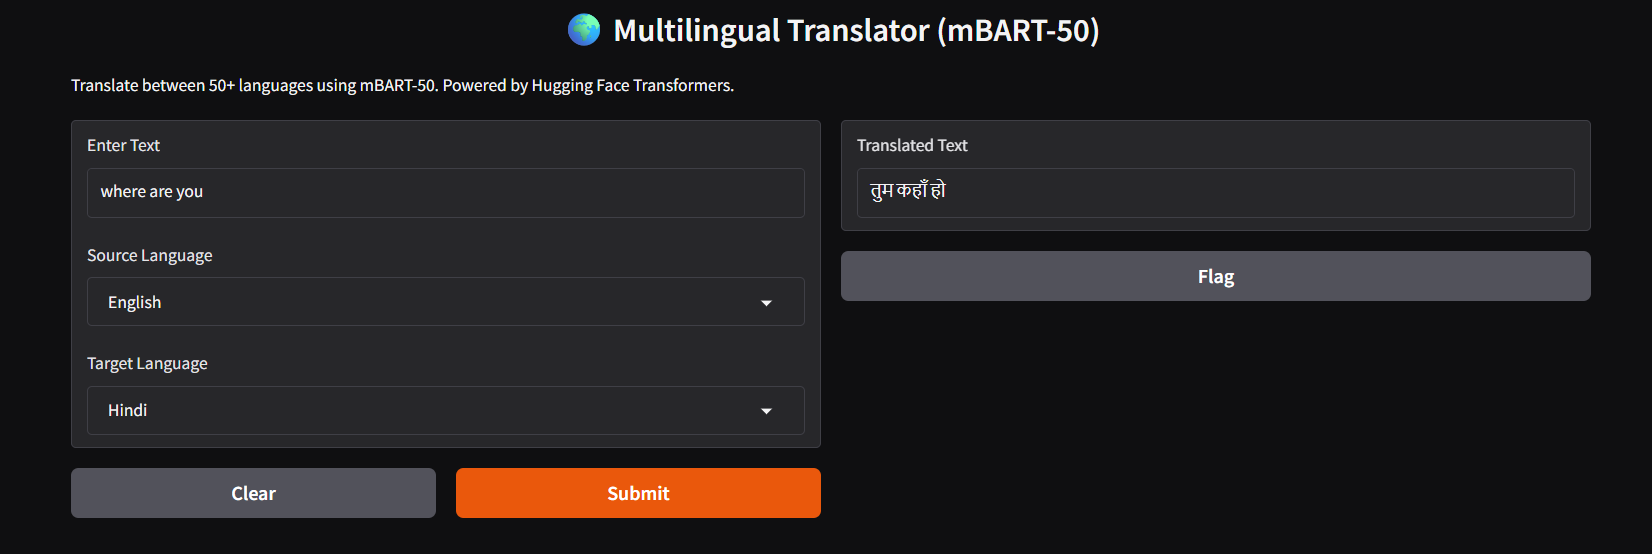 🌍 Multilingual Translator (mBART-50)
Translate between 50+ languages using mBART-50. Powered by Hugging Face Transformers.
Enter Text
where are you
Source Language
English
Target Language
Hindi
Clear
Submit
Translated Text
तुम कहाँ हो
Flag